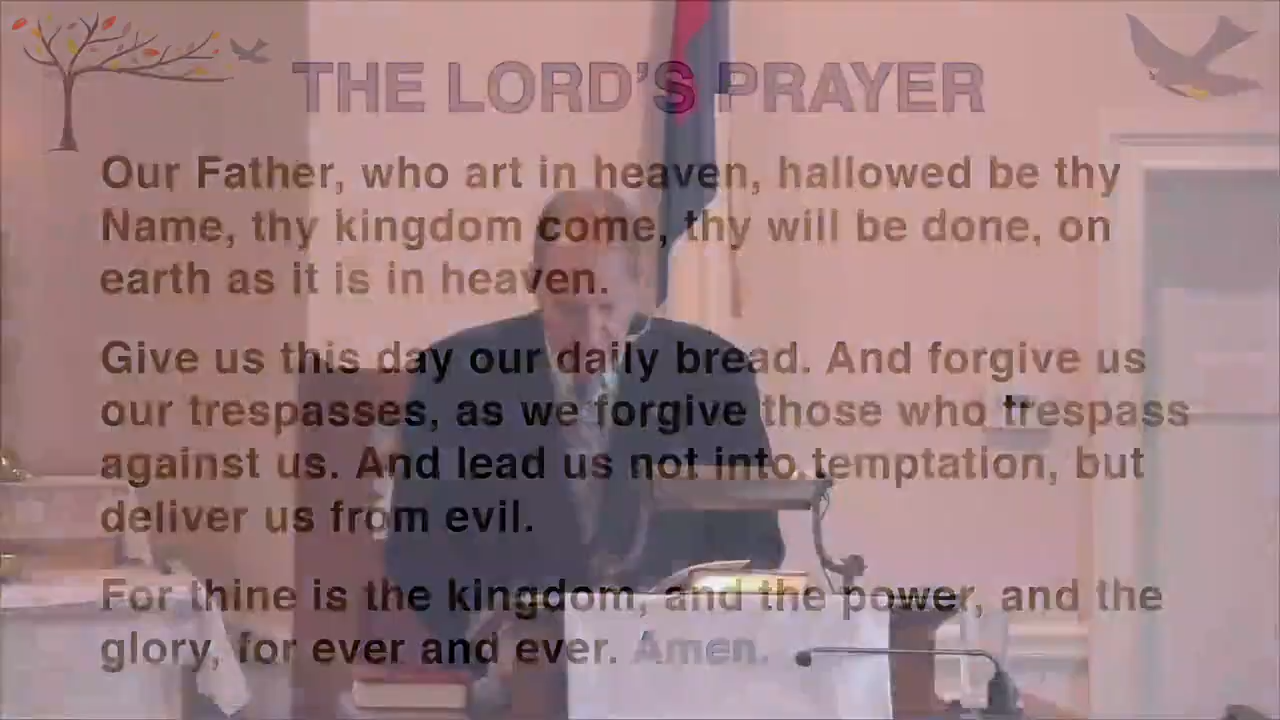 THE LORD'S PRAYER
Our Father, who art in heaven, hallowed be thy
Name, thy kingdom come, thy will be done, on
earth as it is in heaven.
Give us this day our daily bread. And forgive us
our trespasses, as we forgive those who trespass
against us. And lead us not into temptation, but
deliver us from evil.
For thine is the kingdom, and the power, and the
glory, for ever and ever. Amen.